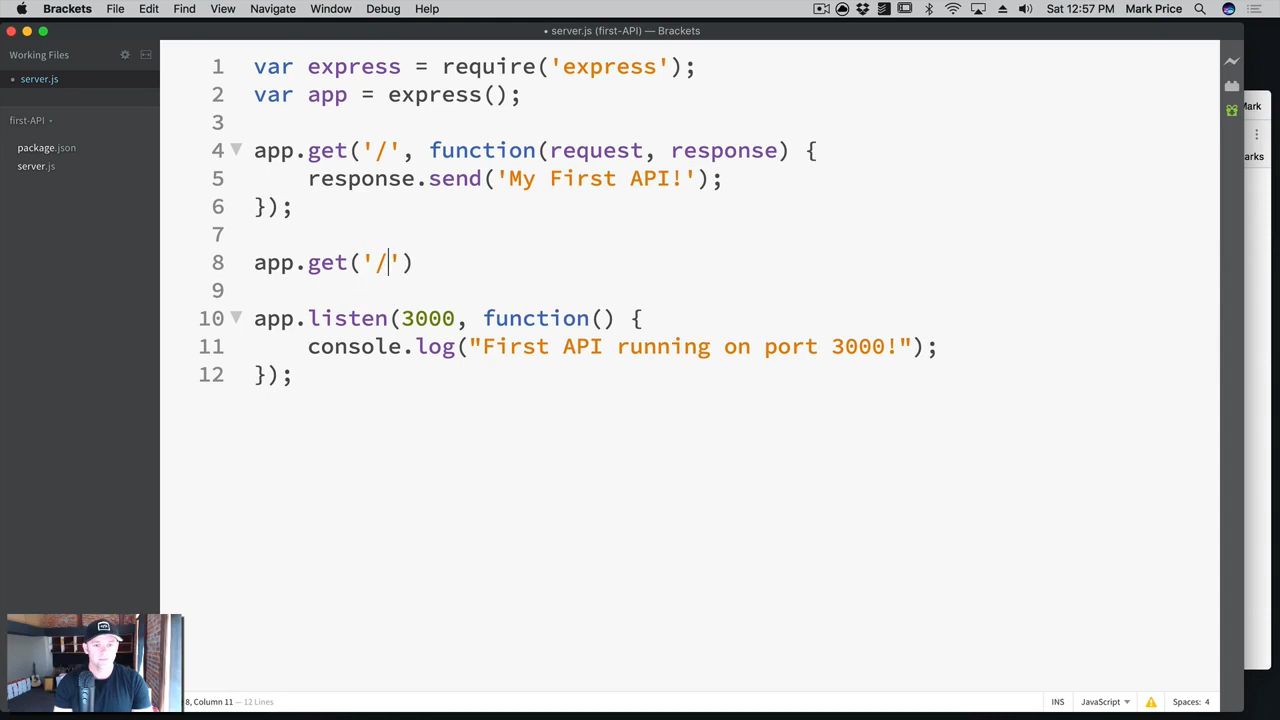 Brackets File Edit Find View Navigate Window Debug Help Sat 12:57 PM Mark Price
• server.js (first-API) — Brackets
Working Files
• server.js
first-API
package.json
server.js
1 var express = require('express');
2 var app = express();
3
4 app.get('/', function(request, response) {
5 response.send('My First API!');
6 });
7
8 app.get('/')
9
10 app.listen(3000, function() {
11 console.log("First API running on port 3000!");
12 });
Mark
8, Column 11 — 12 Lines
INS JavaScript Spaces: 4